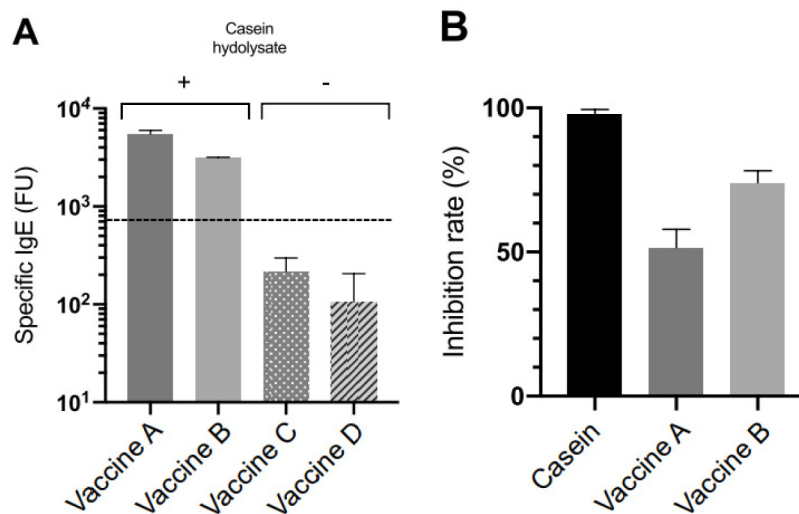 A
Casein
hydolysate
+
-
10⁴
10³
10²
10¹
Specific IgE (FU)
Vaccine A
Vaccine B
Vaccine C
Vaccine D
B
100
50
0
Inhibition rate (%)
Casein
Vaccine A
Vaccine B